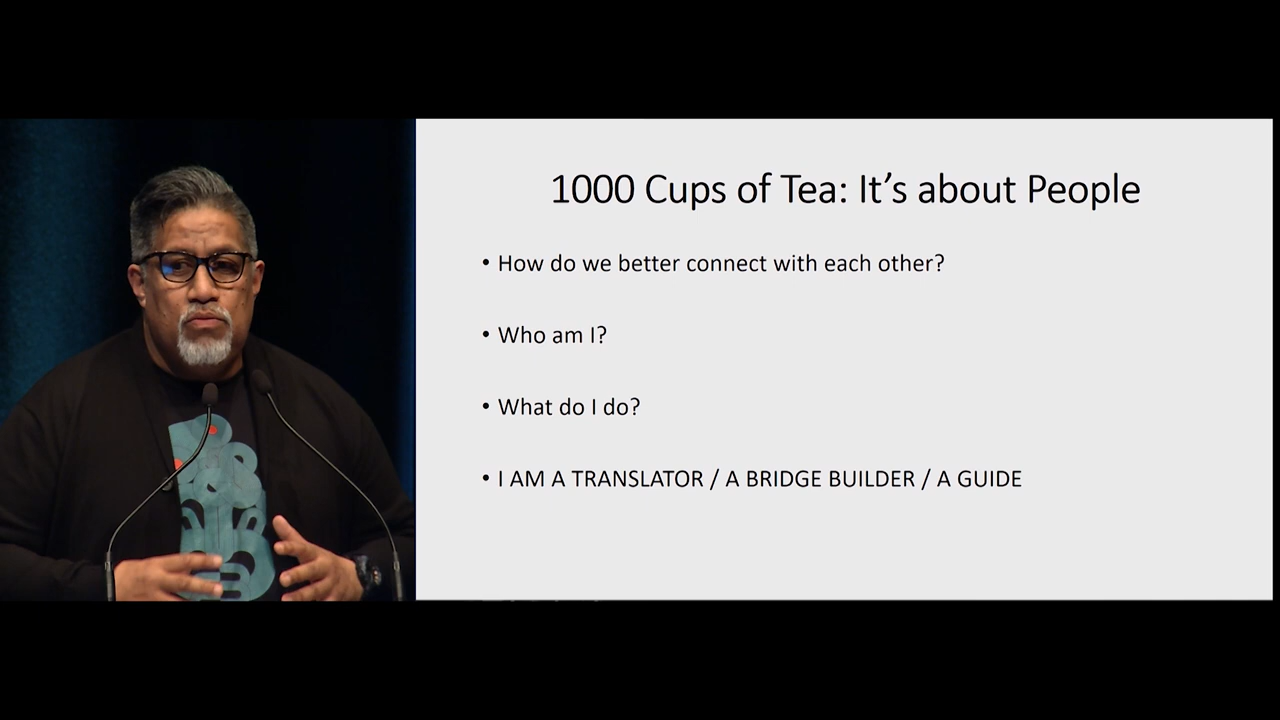 1000 Cups of Tea: It’s about People
• How do we better connect with each other?
• Who am I?
• What do I do?
• I AM A TRANSLATOR / A BRIDGE BUILDER / A GUIDE